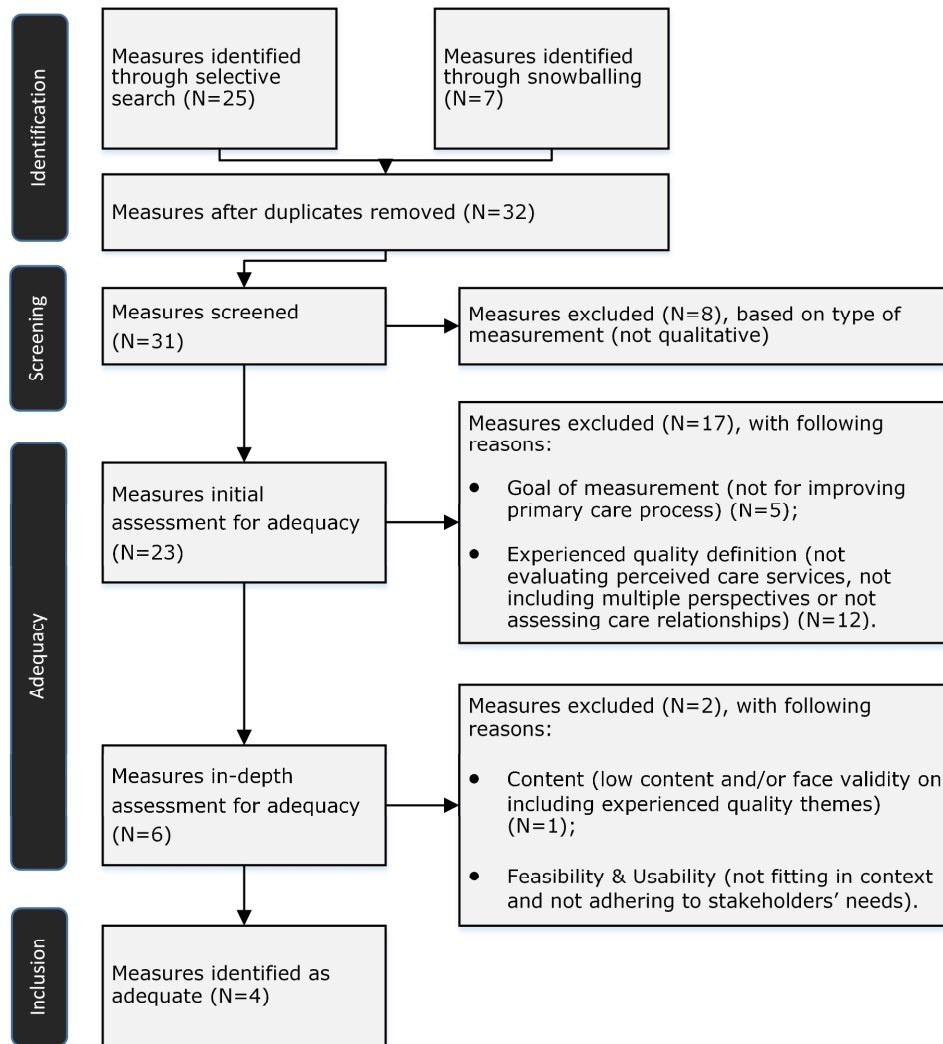 Identification
Measures identified
through selective
search (N=25)
Measures identified
through snowballing
(N=7)
Measures after duplicates removed (N=32)
Screening
Measures screened
(N=31)
Measures excluded (N=8), based on type of
measurement (not qualitative)
Adequacy
Measures initial
assessment for adequacy
(N=23)
Measures excluded (N=17), with following
reasons:
• Goal of measurement (not for improving
primary care process) (N=5);
• Experienced quality definition (not
evaluating perceived care services, not
including multiple perspectives or not
assessing care relationships) (N=12).
Measures in-depth
assessment for adequacy
(N=6)
Measures excluded (N=2), with following
reasons:
• Content (low content and/or face validity on
including experienced quality themes)
(N=1);
• Feasibility & Usability (not fitting in context
and not adhering to stakeholders’ needs).
Inclusion
Measures identified as
adequate (N=4)